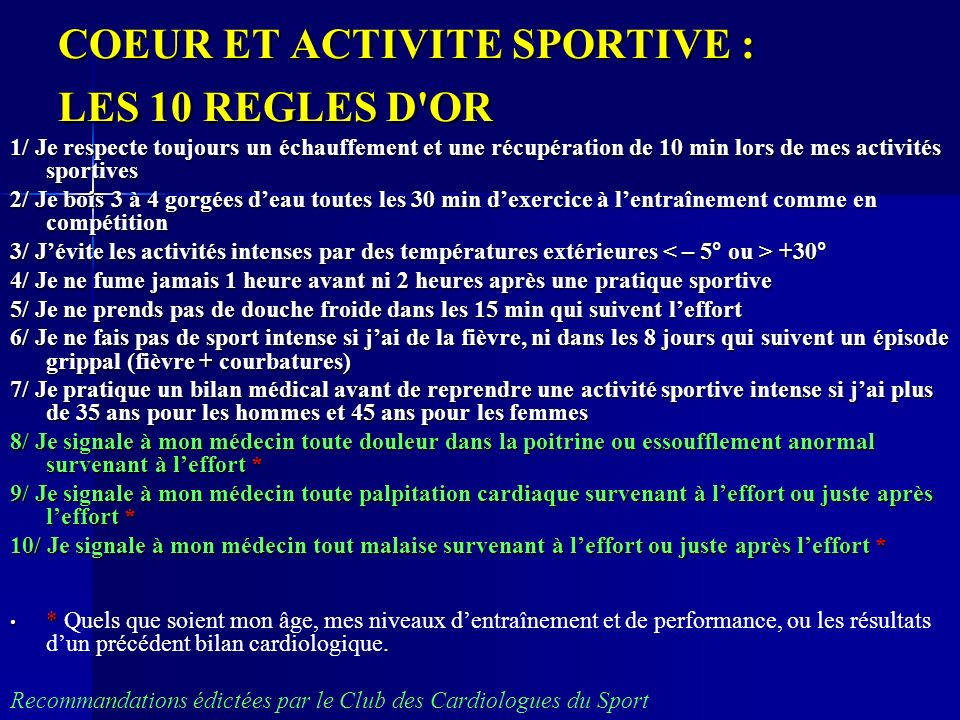 COEUR ET ACTIVITE SPORTIVE :
LES 10 REGLES D'OR
1/ Je respecte toujours un échauffement et une récupération de 10 min lors de mes activités
sportives
2/ Je bois 3 à 4 gorgées d’eau toutes les 30 min d’exercice à l’entraînement comme en
compétition
3/ J’évite les activités intenses par des températures extérieures < – 5° ou > +30°
4/ Je ne fume jamais 1 heure avant ni 2 heures après une pratique sportive
5/ Je ne prends pas de douche froide dans les 15 min qui suivent l’effort
6/ Je ne fais pas de sport intense si j’ai de la fièvre, ni dans les 8 jours qui suivent un épisode
grippal (fièvre + courbatures)
7/ Je pratique un bilan médical avant de reprendre une activité sportive intense si j’ai plus
de 35 ans pour les hommes et 45 ans pour les femmes
8/ Je signale à mon médecin toute douleur dans la poitrine ou essoufflement anormal
survenant à l’effort *
9/ Je signale à mon médecin toute palpitation cardiaque survenant à l’effort ou juste après
l’effort *
10/ Je signale à mon médecin tout malaise survenant à l’effort ou juste après l’effort *
• * Quels que soient mon âge, mes niveaux d’entraînement et de performance, ou les résultats
d’un précédent bilan cardiologique.
Recommandations édictées par le Club des Cardiologues du Sport